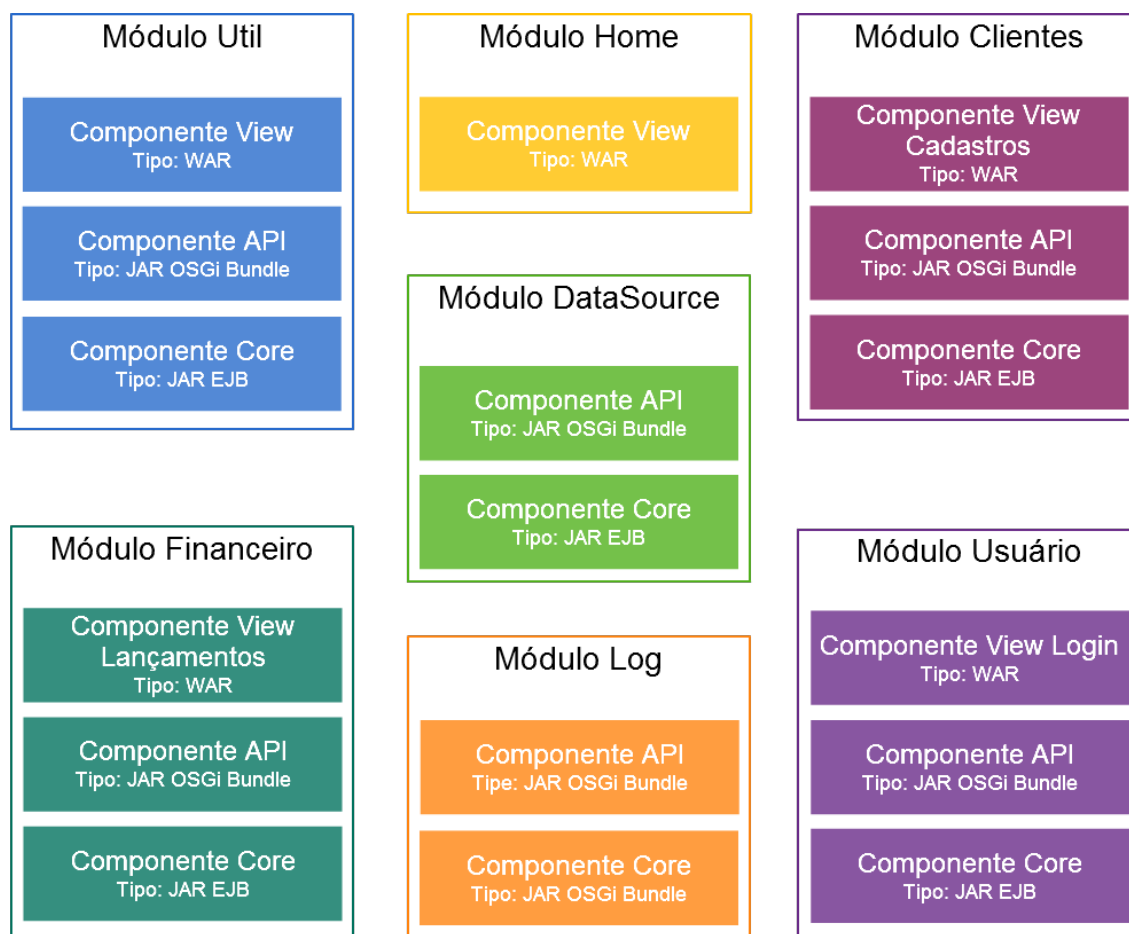 Módulo Util
Componente View
Tipo: WAR
Componente API
Tipo: JAR OSGi Bundle
Componente Core
Tipo: JAR EJB
Módulo Home
Componente View
Tipo: WAR
Módulo Clientes
Componente View
Cadastros
Tipo: WAR
Componente API
Tipo: JAR OSGi Bundle
Componente Core
Tipo: JAR EJB
Módulo DataSource
Componente API
Tipo: JAR OSGi Bundle
Componente Core
Tipo: JAR EJB
Módulo Financeiro
Componente View
Lançamentos
Tipo: WAR
Componente API
Tipo: JAR OSGi Bundle
Componente Core
Tipo: JAR EJB
Módulo Log
Componente API
Tipe: JAR OSGi Bundle
Componente Core
Tipo: JAR OSGi Bundle
Módulo Usuário
Componente View Login
Tipo: WAR
Componente API
Tipo: JAR OSGi Bundle
Componente Core
Tipo: JAR EJB